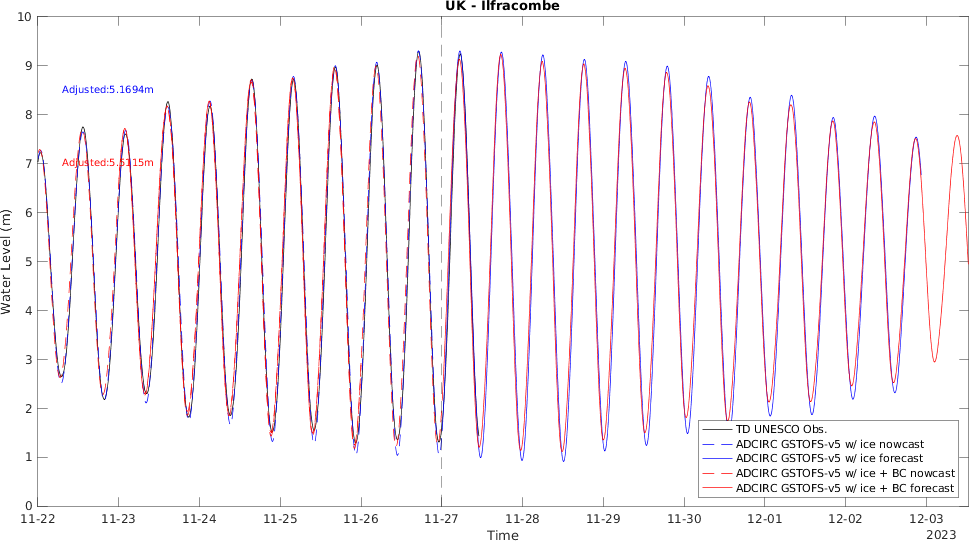 UK - Ilfracombe
10
9
8
7
6
5
4
3
2
1
0
Water Level (m)
Adjusted:5.1694m
Adjusted:5.5115m
TD UNESCO Obs.
ADCIRC GSTOFS-v5 w/ ice nowcast
ADCIRC GSTOFS-v5 w/ ice forecast
ADCIRC GSTOFS-v5 w/ ice + BC nowcast
ADCIRC GSTOFS-v5 w/ ice + BC forecast
11-22 11-23 11-24 11-25 11-26 11-27 11-28 11-29 11-30 12-01 12-02 12-03
Time
2023